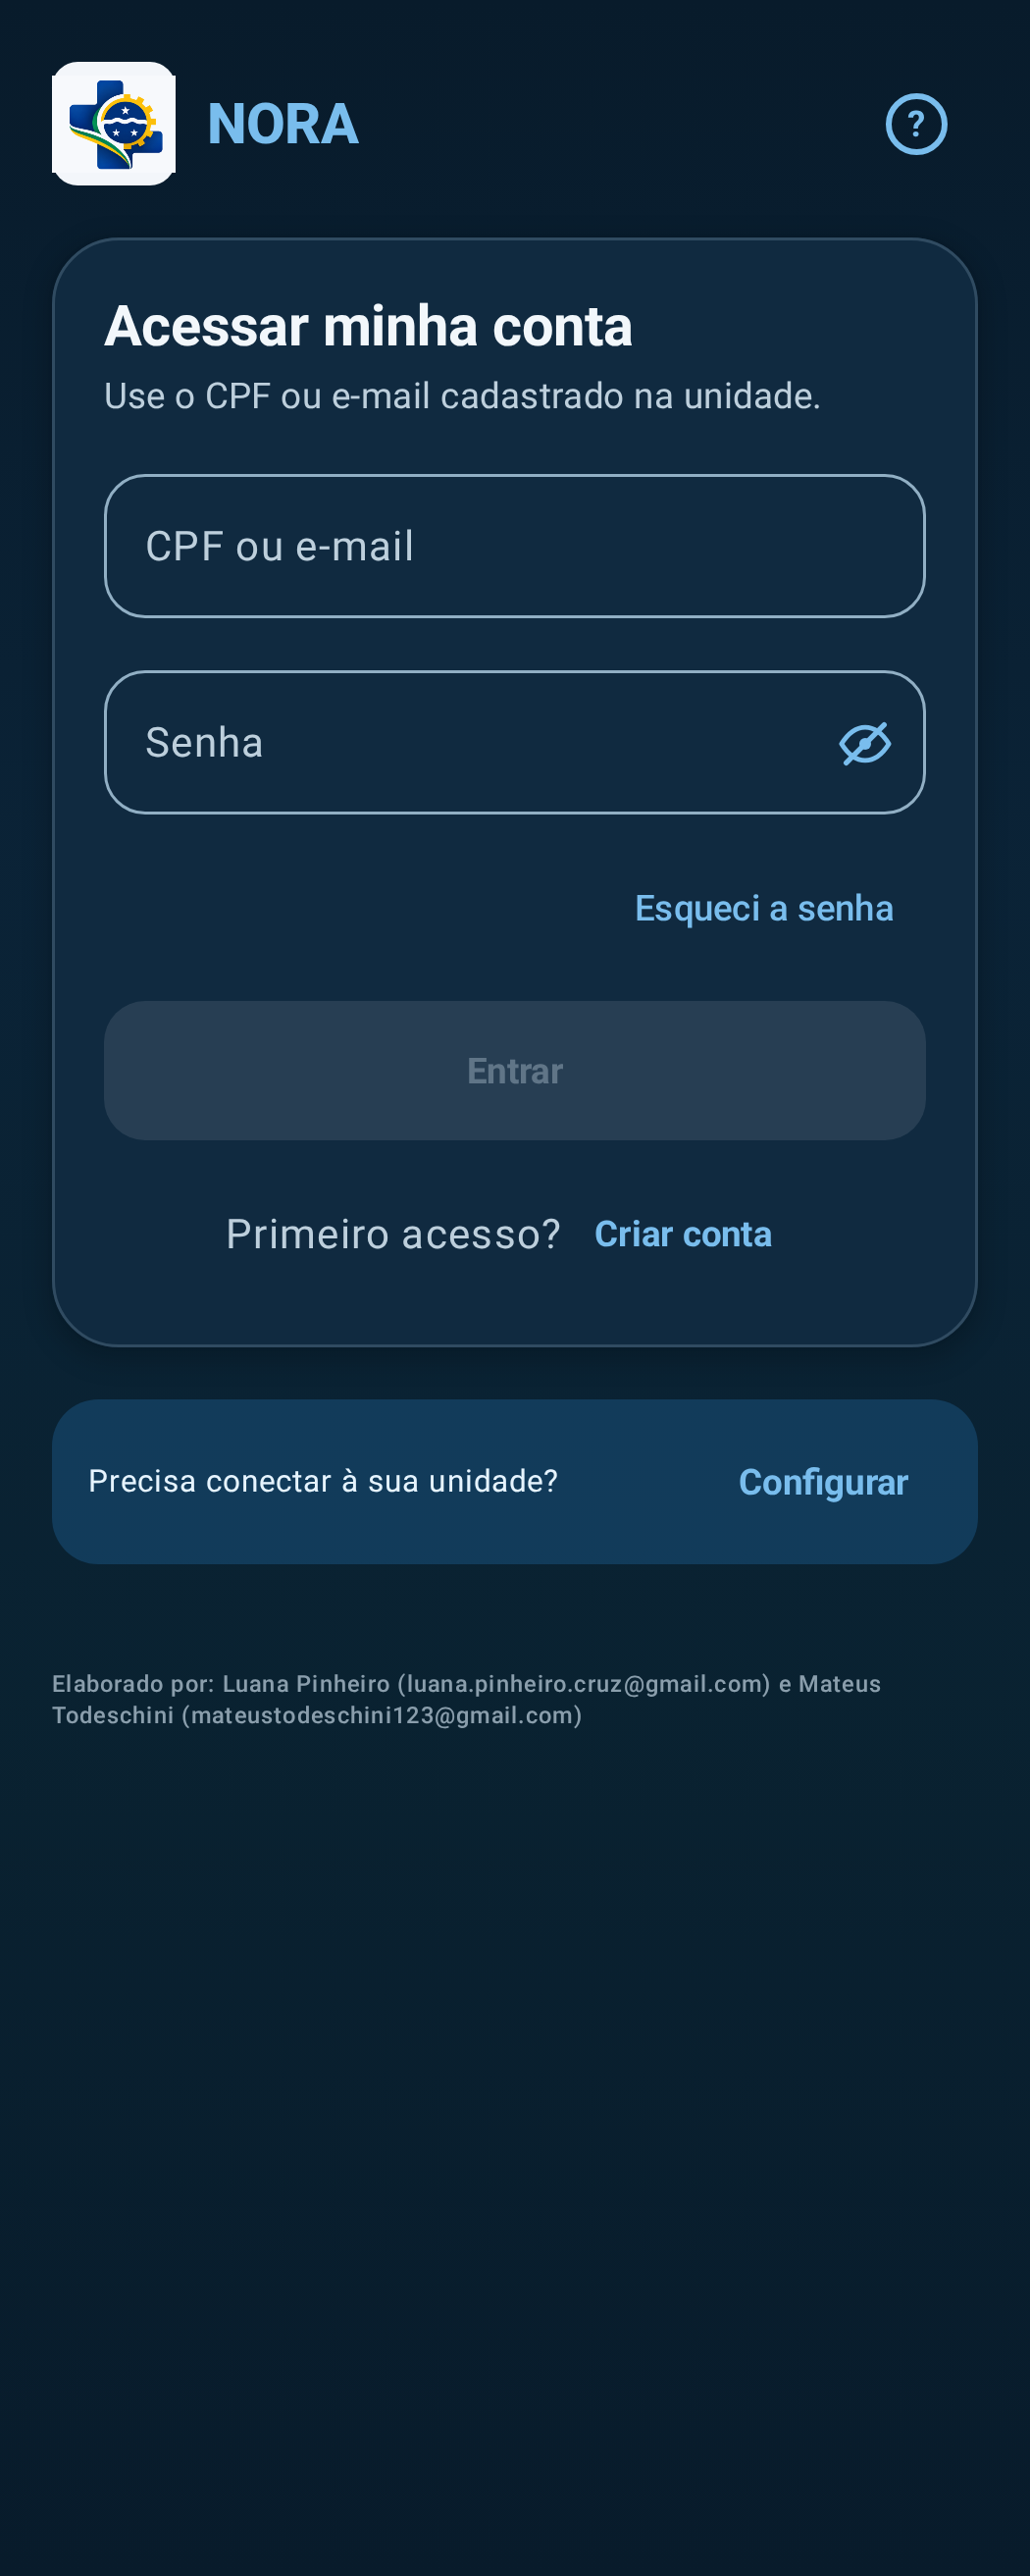 NORA
?
Acessar minha conta
Use o CPF ou e-mail cadastrado na unidade.
CPF ou e-mail
Senha
Esqueci a senha
Entrar
Primeiro acesso? Criar conta
Precisa conectar à sua unidade? Configurar
Elaborado por: Luana Pinheiro (luana.pinheiro.cruz@gmail.com) e Mateus
Todeschini (mateustodeschini123@gmail.com)